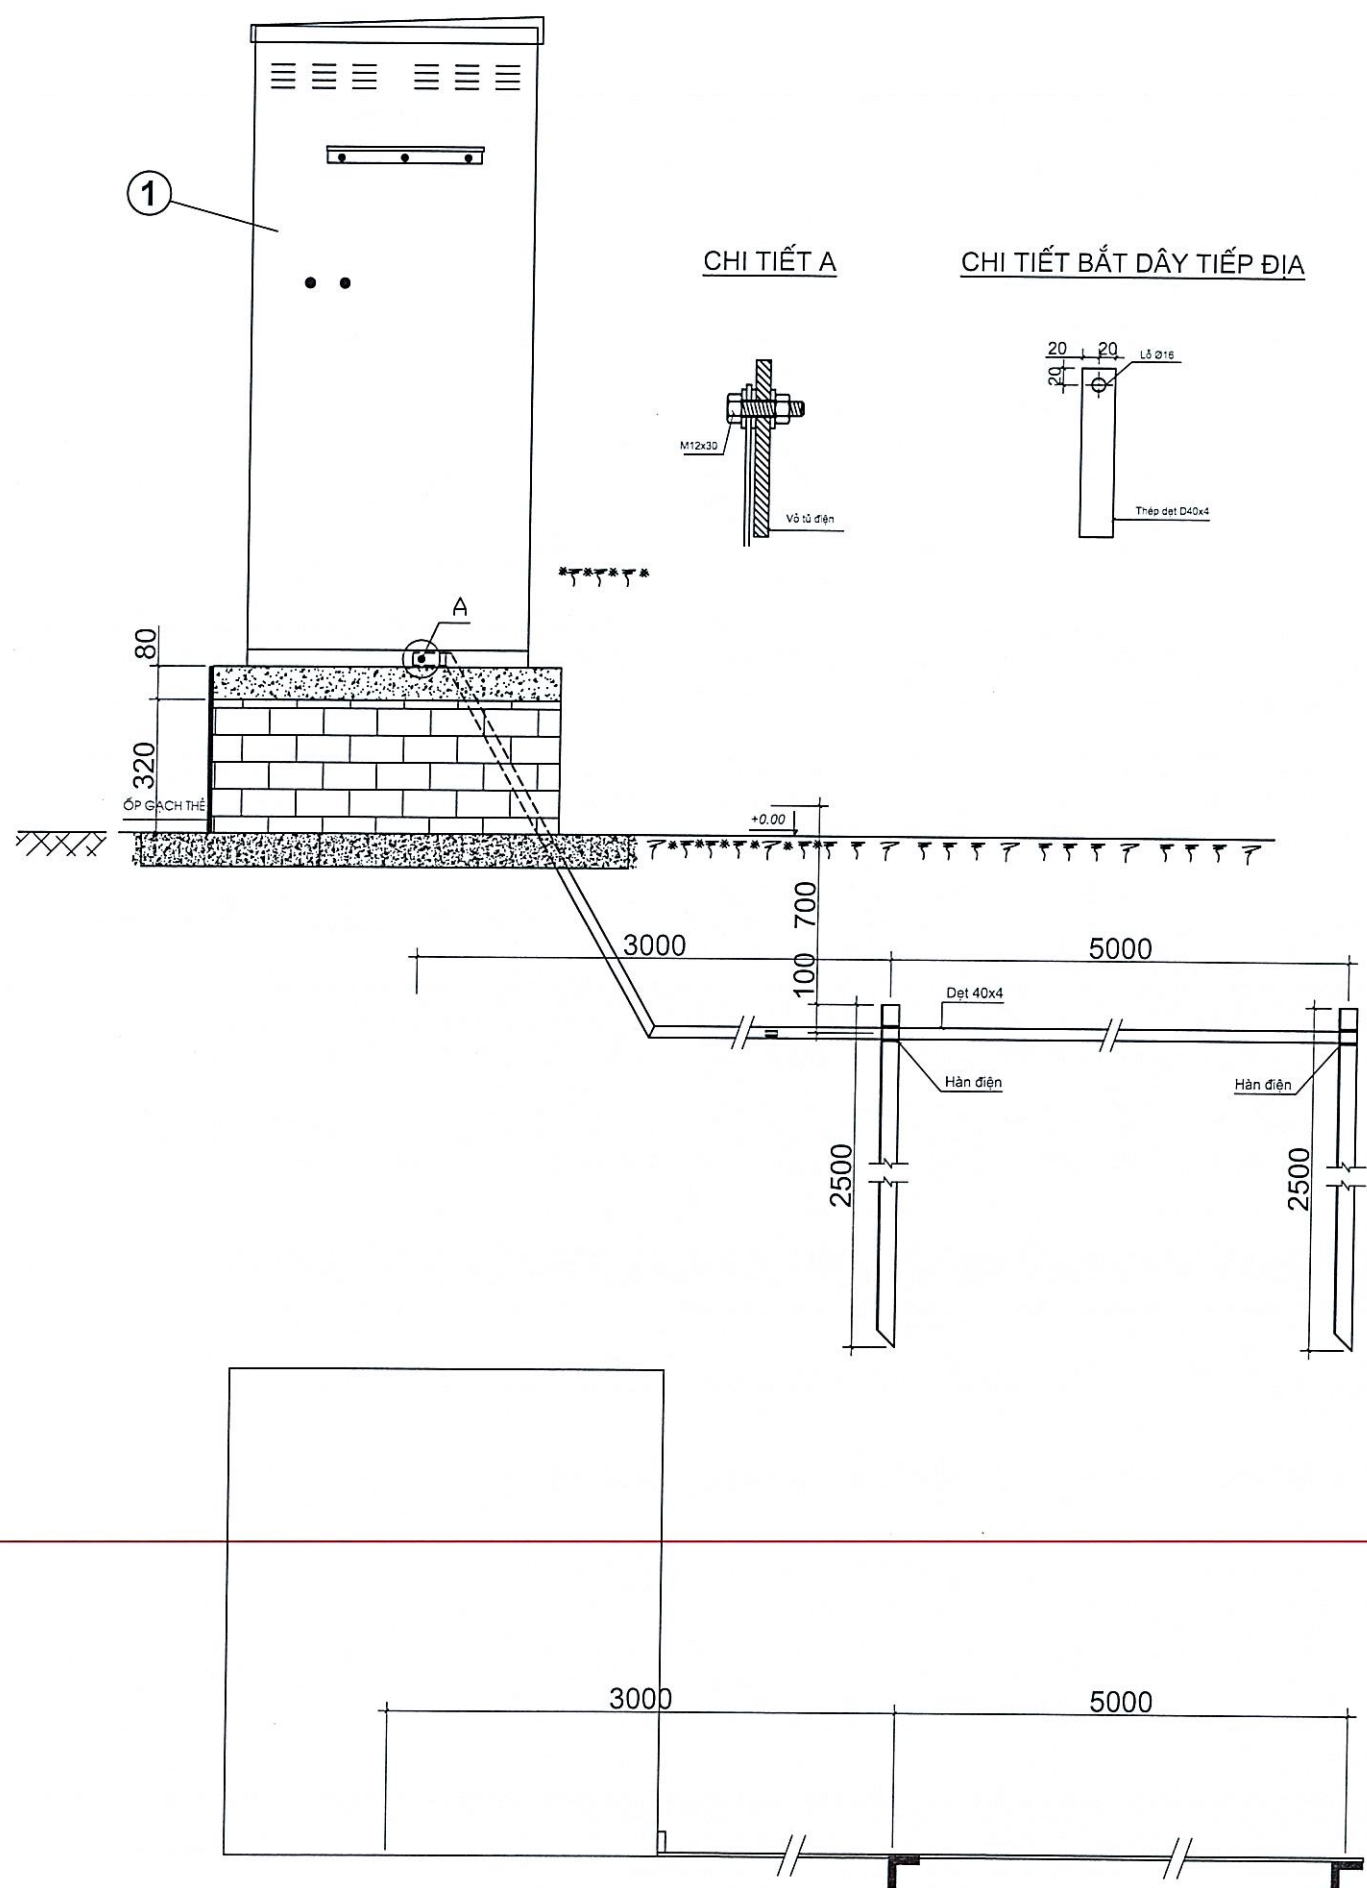 1
CHI TIẾT A
CHI TIẾT BẮT DÂY TIẾP ĐỊA
20
20
Lỗ Ø16
20
M12x30
Vỏ tủ điện
Thép dẹt D40x4
A
80
320
ỐP GẠCH THẺ
+0.00
700
3000
5000
100
Dẹt 40x4
Hàn điện
Hàn điện
2500
2500
3000
5000